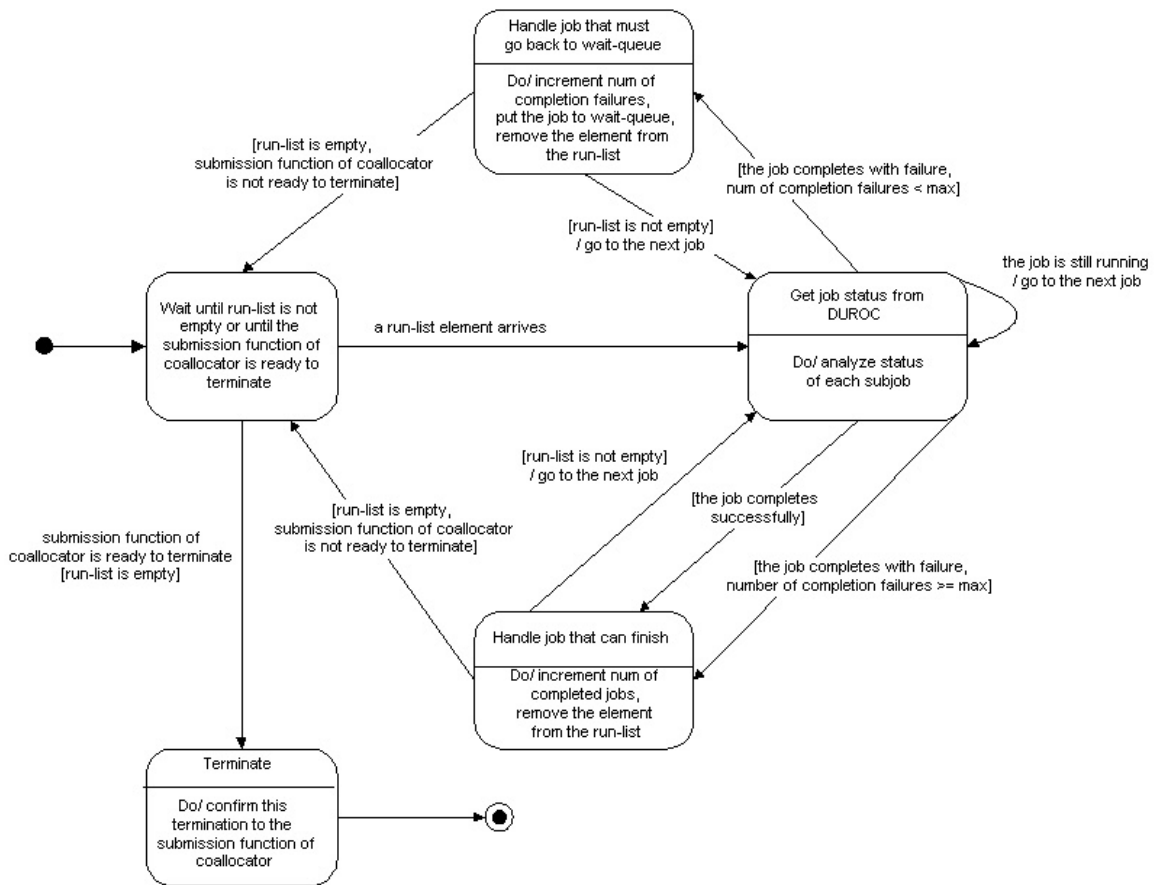 Handle job that must
go back to wait-queue
Do/ increment num of
completion failures,
put the job to wait-queue,
remove the element from
the run-list
[run-list is empty,
submission function of coallocator
is not ready to terminate]
[the job completes with failure,
num of completion failures < max]
[run-list is not empty]
/ go to the next job
the job is still running
/ go to the next job
Wait until run-list is not
empty or until the
submission function of
coallocator is ready to
terminate
a run-list element arrives
Get job status from
DUROC
Do/ analyze status
of each subjob
[run-list is not empty]
/ go to the next job
[run-list is empty,
submission function of coallocator
is not ready to terminate]
[the job completes
successfully]
submission function of
coallocator is ready to terminate
[run-list is empty]
[the job completes with failure,
number of completion failures >= max]
Handle job that can finish
Do/ increment num of
completed jobs,
remove the element
from the run-list
Terminate
Do/ confirm this
termination to the
submission function of
coallocator